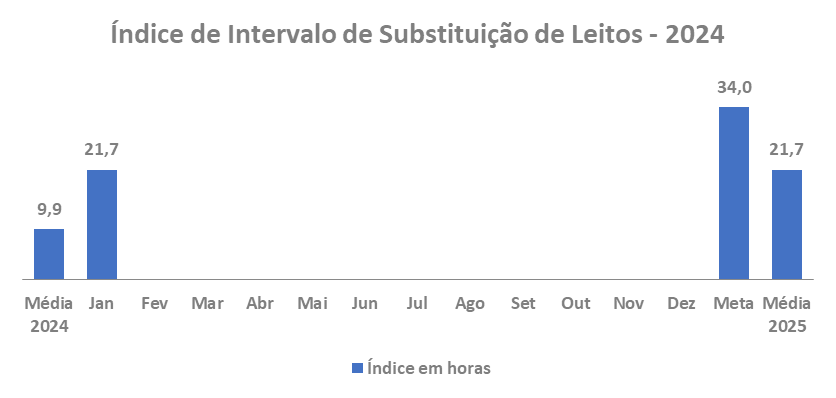 Índice de Intervalo de Substituição de Leitos - 2024
34,0
21,7
21,7
9,9
Média 2024 Jan Fev Mar Abr Mai Jun Jul Ago Set Out Nov Dez Meta Média 2025
Índice em horas